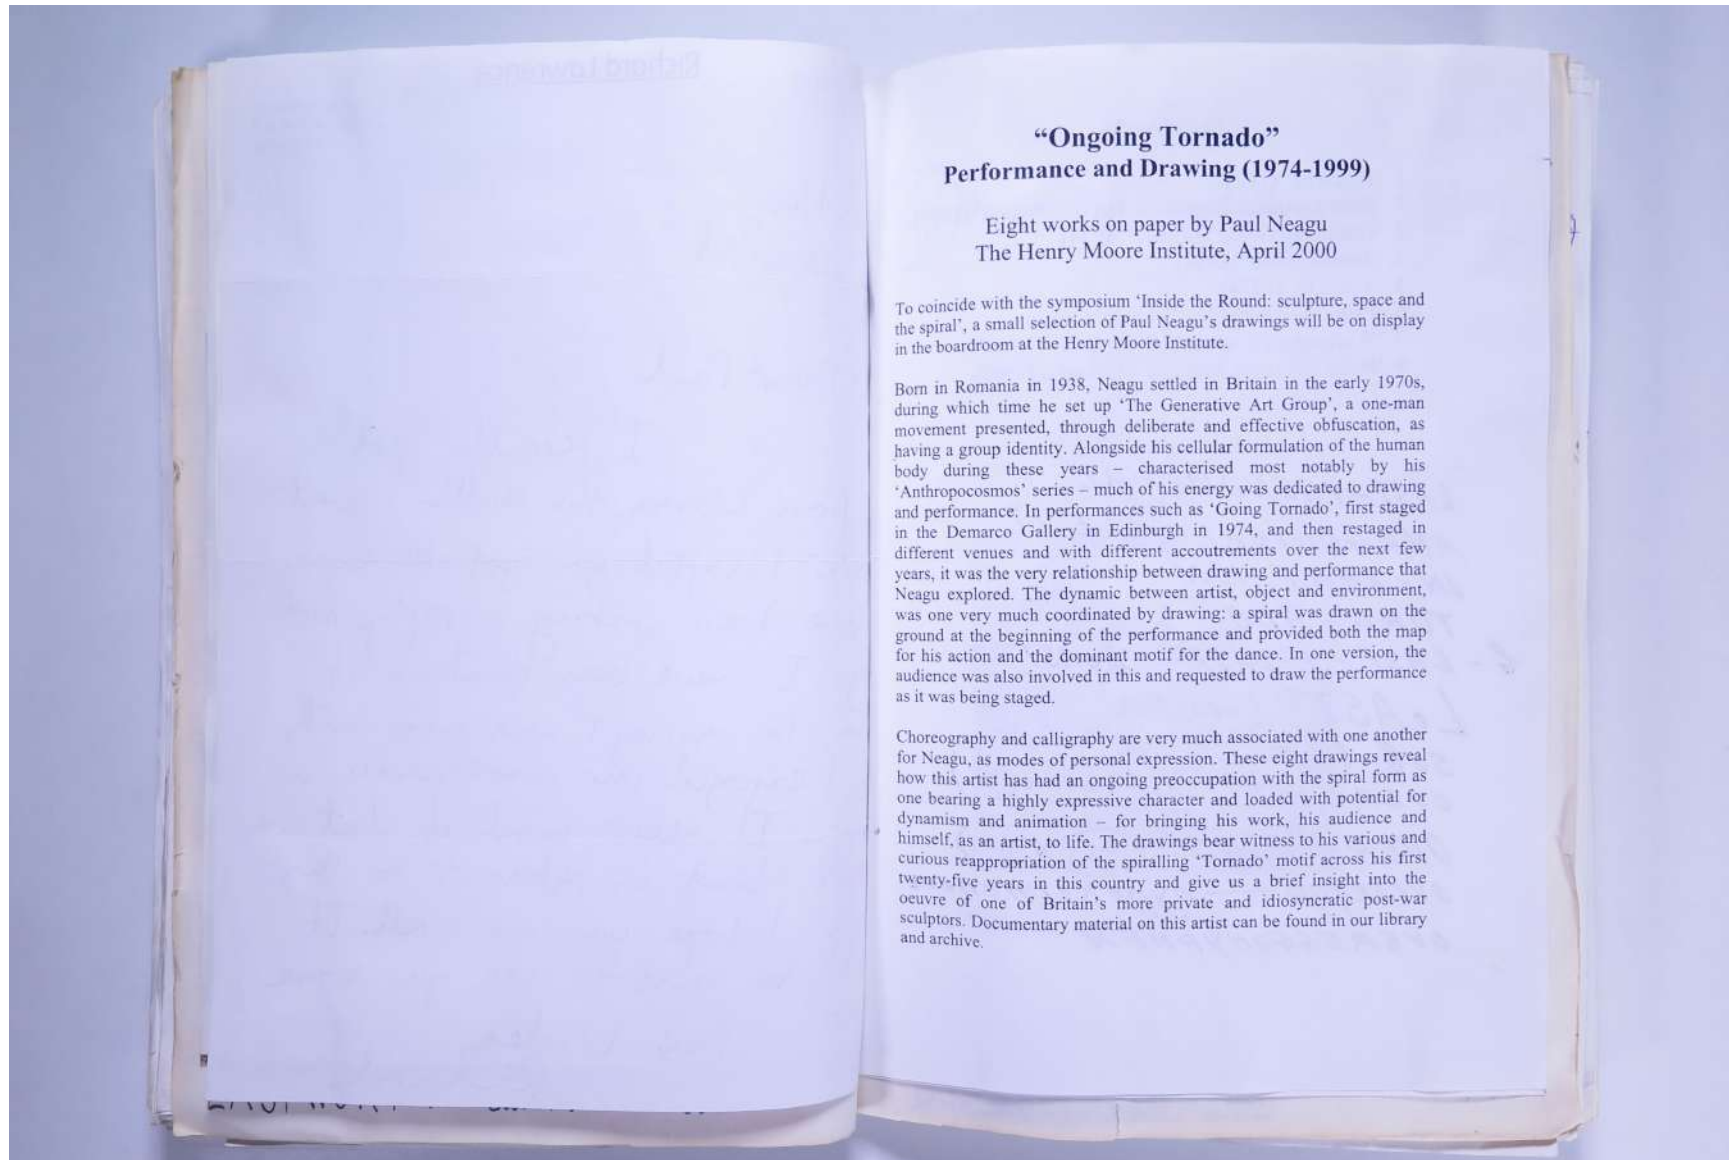 Richard Lawrence
“Ongoing Tornado”
Performance and Drawing (1974-1999)
Eight works on paper by Paul Neagu
The Henry Moore Institute, April 2000
To coincide with the symposium ‘Inside the Round: sculpture, space and
the spiral’, a small selection of Paul Neagu’s drawings will be on display
in the boardroom at the Henry Moore Institute.
Born in Romania in 1938, Neagu settled in Britain in the early 1970s,
during which time he set up ‘The Generative Art Group’, a one-man
movement presented, through deliberate and effective obfuscation, as
having a group identity. Alongside his cellular formulation of the human
body during these years – characterised most notably by his
‘Anthropocosmos’ series – much of his energy was dedicated to drawing
and performance. In performances such as ‘Going Tornado’, first staged
in the Demarco Gallery in Edinburgh in 1974, and then restaged in
different venues and with different accoutrements over the next few
years, it was the very relationship between drawing and performance that
Neagu explored. The dynamic between artist, object and environment,
was one very much coordinated by drawing: a spiral was drawn on the
ground at the beginning of the performance and provided both the map
for his action and the dominant motif for the dance. In one version, the
audience was also involved in this and requested to draw the performance
as it was being staged.
Choreography and calligraphy are very much associated with one another
for Neagu, as modes of personal expression. These eight drawings reveal
how this artist has had an ongoing preoccupation with the spiral form as
one bearing a highly expressive character and loaded with potential for
dynamism and animation – for bringing his work, his audience and
himself, as an artist, to life. The drawings bear witness to his various and
curious reappropriation of the spiralling ‘Tornado’ motif across his first
twenty-five years in this country and give us a brief insight into the
oeuvre of one of Britain’s more private and idiosyncratic post-war
sculptors. Documentary material on this artist can be found in our library
and archive.